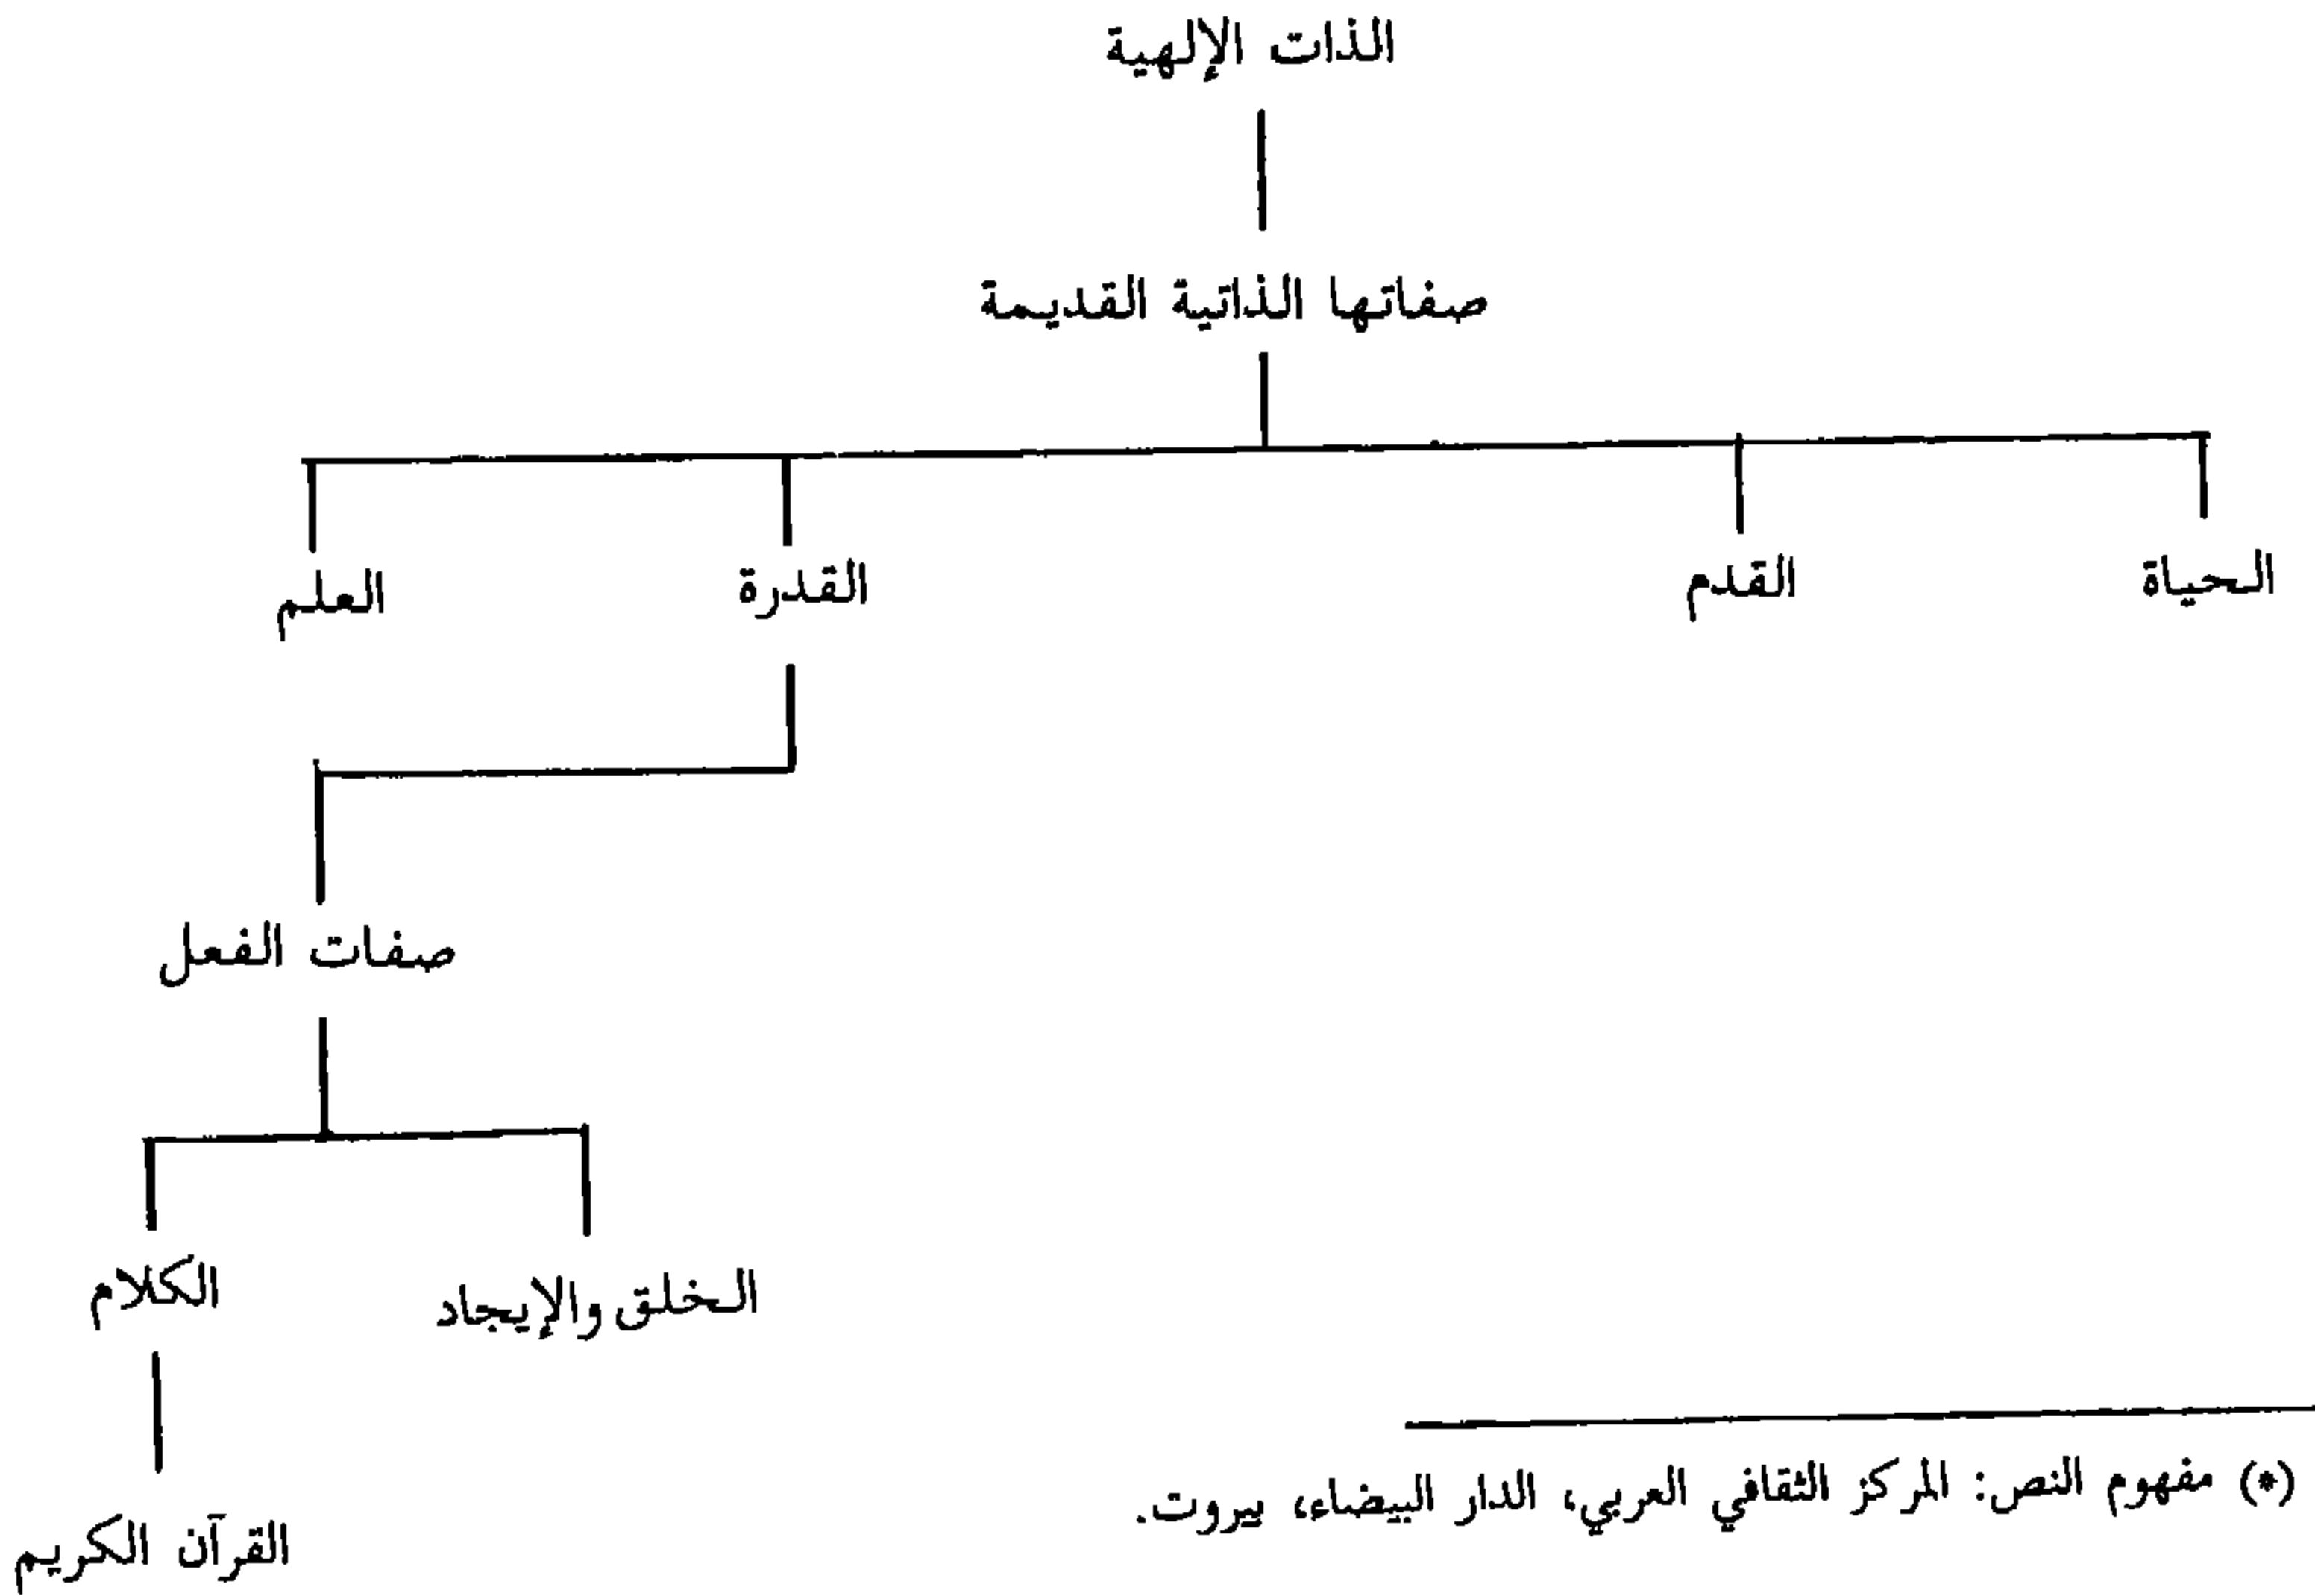 الذات الإلهية
صفاتها الذاتية القديمة
الحياة
القدم
القدرة
العلم
صفات الفعل
الخلق والإيجاد
الكلام
القرآن الكريم
(*) مفهوم النص: المركز الثقافي العربي، الدار البيضاء، بيروت.